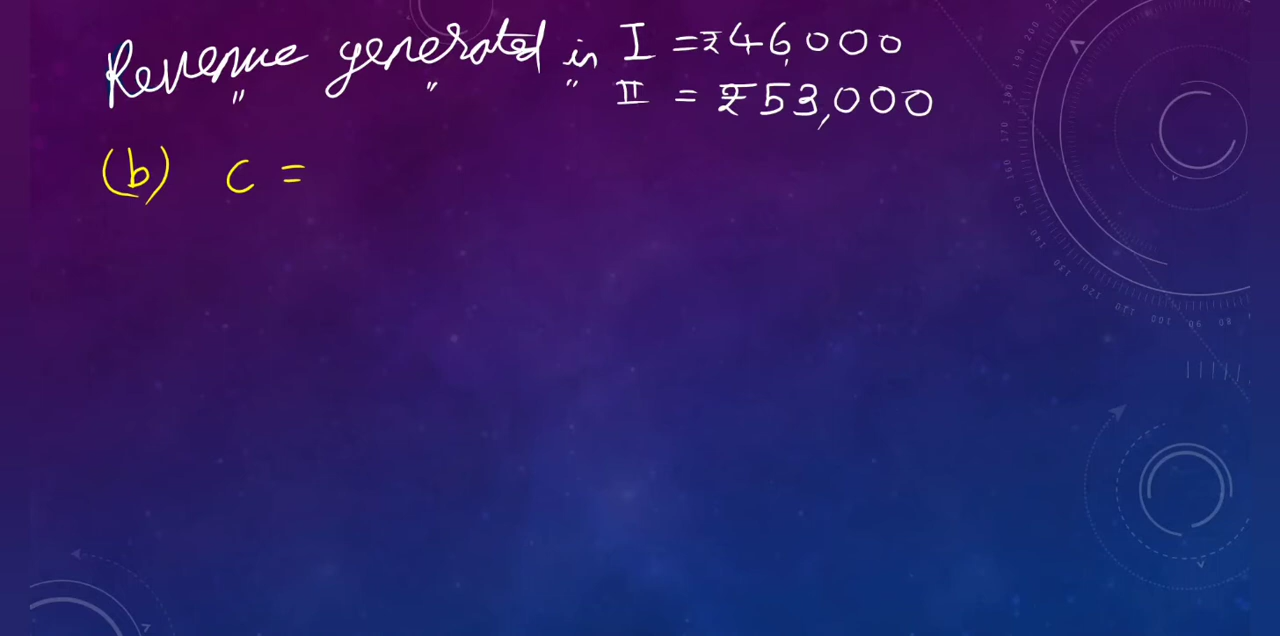 Revenue generated in I = ₹46,000
" " " II = ₹53,000
(b) C =